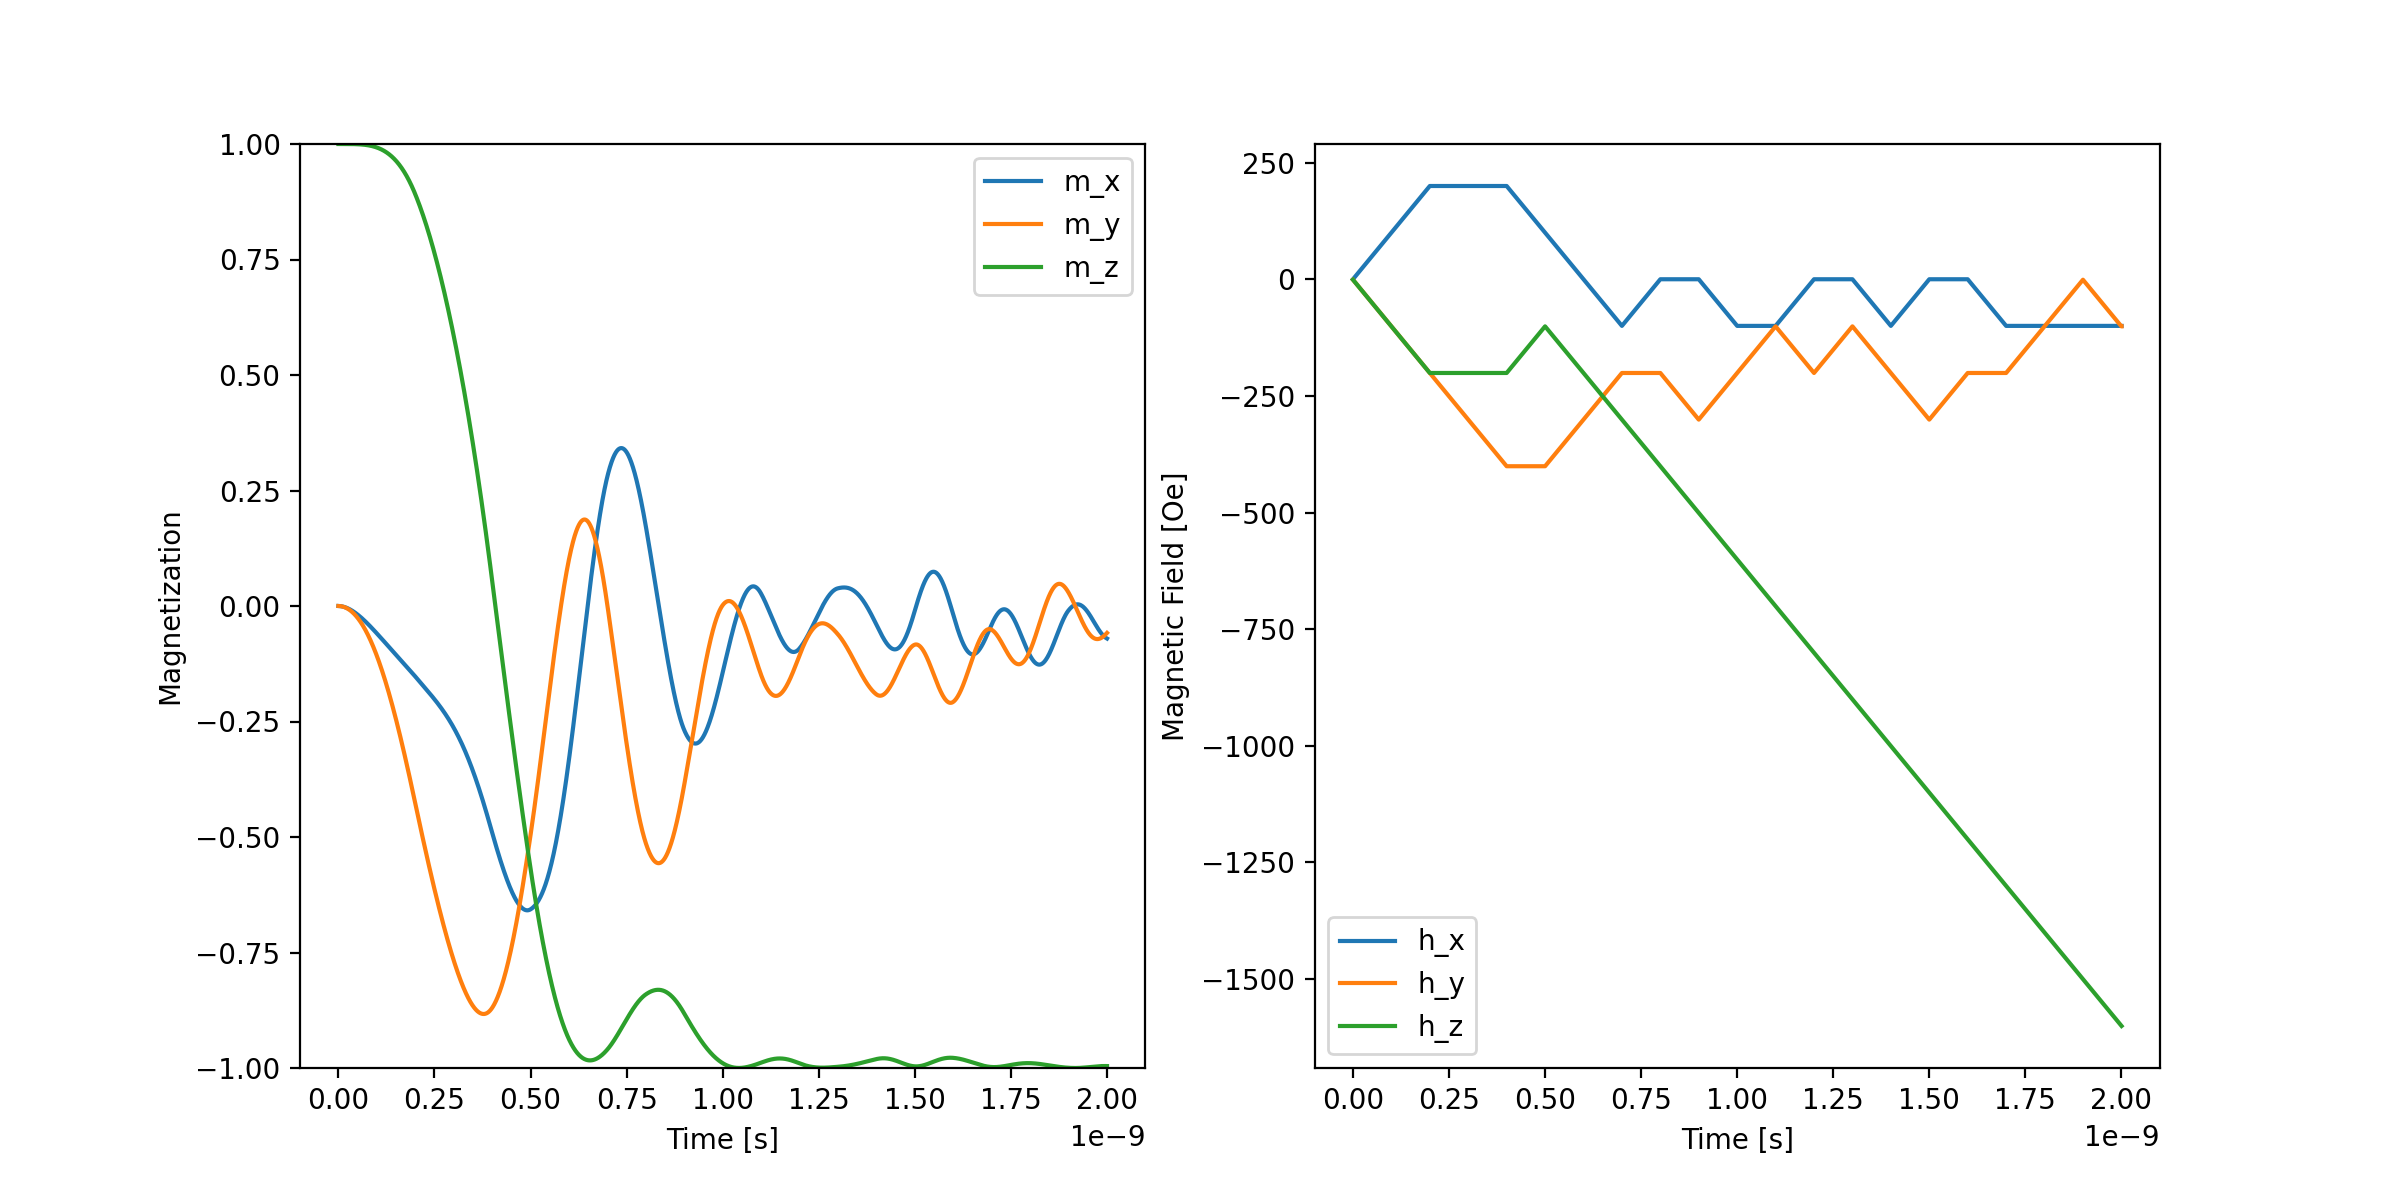 1.00
0.75
0.50
0.25
0.00
−0.25
−0.50
−0.75
−1.00
Magnetization
m_x
m_y
m_z
0.00 0.25 0.50 0.75 1.00 1.25 1.50 1.75 2.00
Time [s]
1e−9
250
0
−250
−500
−750
−1000
−1250
−1500
Magnetic Field [Oe]
h_x
h_y
h_z
0.00 0.25 0.50 0.75 1.00 1.25 1.50 1.75 2.00
Time [s]
1e−9